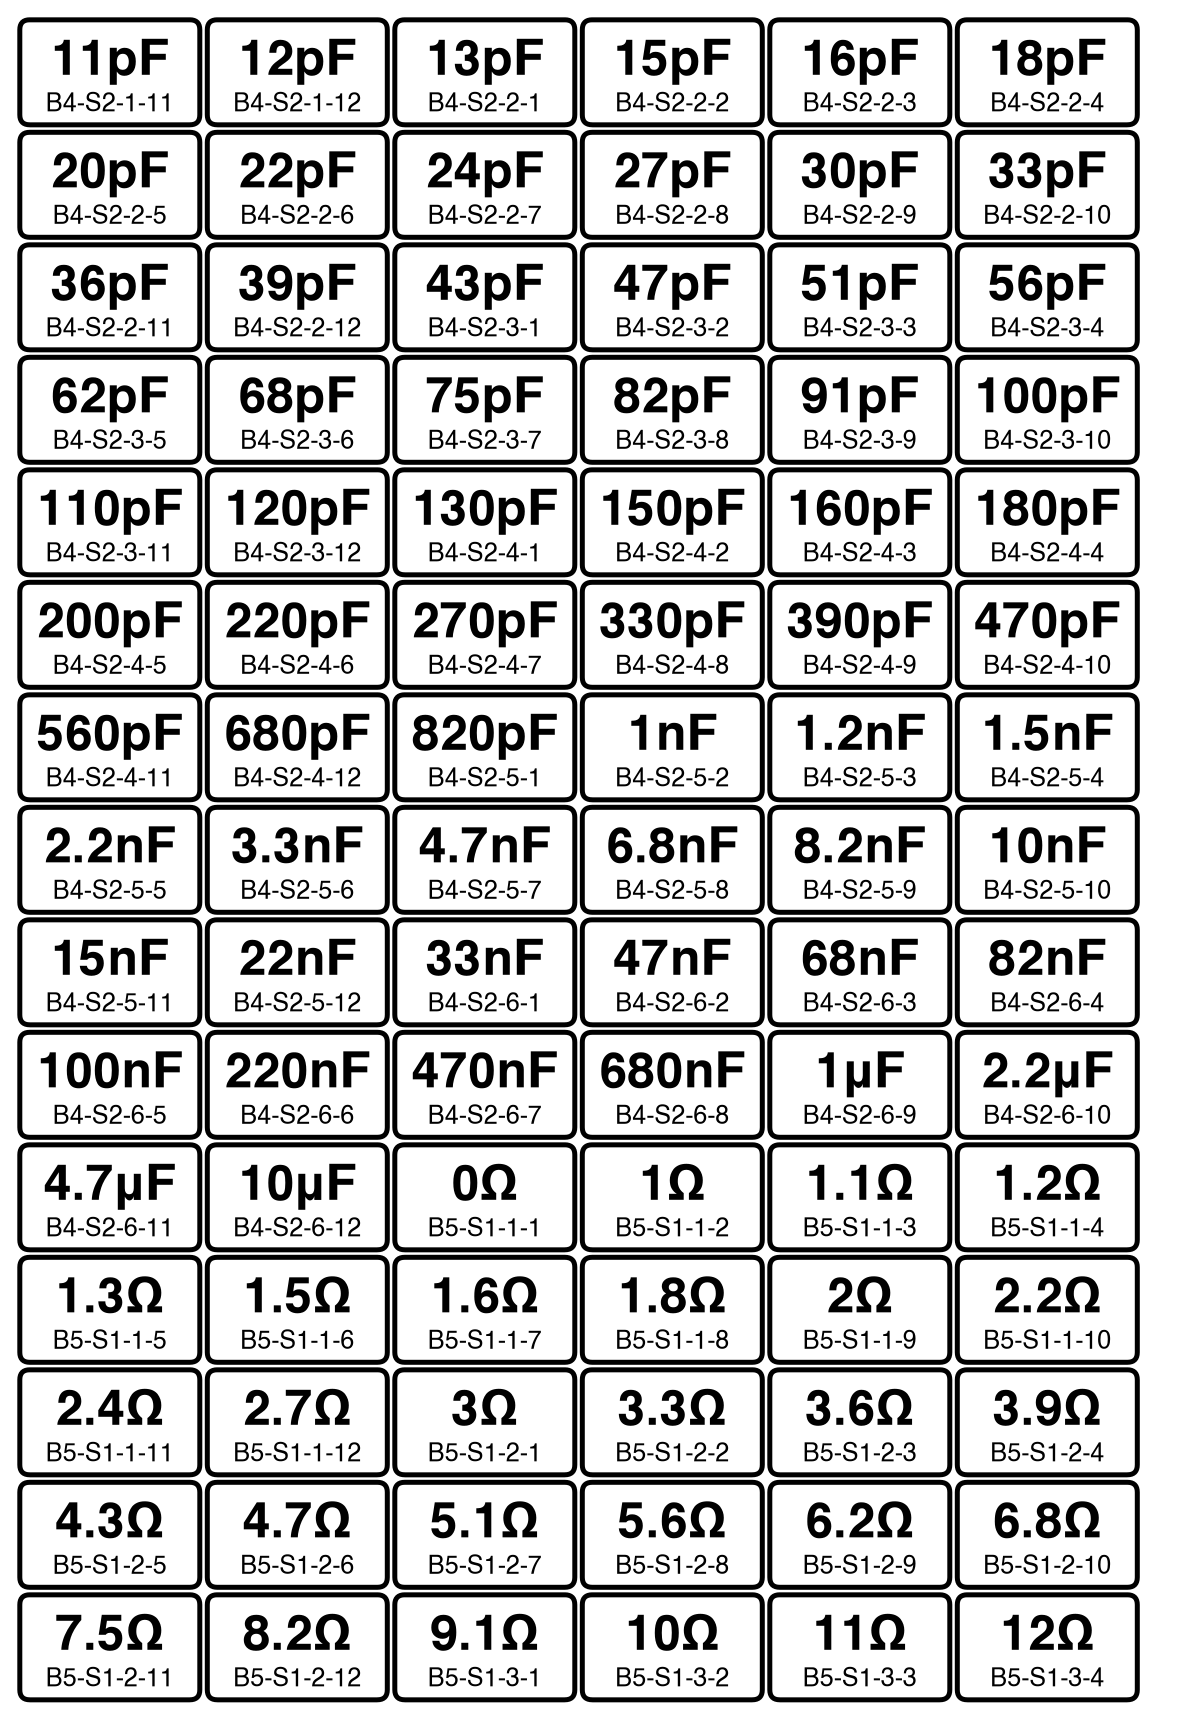 11pF 12pF 13pF 15pF 16pF 18pF
B4-S2-1-11 B4-S2-1-12 B4-S2-2-1 B4-S2-2-2 B4-S2-2-3 B4-S2-2-4
20pF 22pF 24pF 27pF 30pF 33pF
B4-S2-2-5 B4-S2-2-6 B4-S2-2-7 B4-S2-2-8 B4-S2-2-9 B4-S2-2-10
36pF 39pF 43pF 47pF 51pF 56pF
B4-S2-2-11 B4-S2-2-12 B4-S2-3-1 B4-S2-3-2 B4-S2-3-3 B4-S2-3-4
62pF 68pF 75pF 82pF 91pF 100pF
B4-S2-3-5 B4-S2-3-6 B4-S2-3-7 B4-S2-3-8 B4-S2-3-9 B4-S2-3-10
110pF 120pF 130pF 150pF 160pF 180pF
B4-S2-3-11 B4-S2-3-12 B4-S2-4-1 B4-S2-4-2 B4-S2-4-3 B4-S2-4-4
200pF 220pF 270pF 330pF 390pF 470pF
B4-S2-4-5 B4-S2-4-6 B4-S2-4-7 B4-S2-4-8 B4-S2-4-9 B4-S2-4-10
560pF 680pF 820pF 1nF 1.2nF 1.5nF
B4-S2-4-11 B4-S2-4-12 B4-S2-5-1 B4-S2-5-2 B4-S2-5-3 B4-S2-5-4
2.2nF 3.3nF 4.7nF 6.8nF 8.2nF 10nF
B4-S2-5-5 B4-S2-5-6 B4-S2-5-7 B4-S2-5-8 B4-S2-5-9 B4-S2-5-10
15nF 22nF 33nF 47nF 68nF 82nF
B4-S2-5-11 B4-S2-5-12 B4-S2-6-1 B4-S2-6-2 B4-S2-6-3 B4-S2-6-4
100nF 220nF 470nF 680nF 1µF 2.2µF
B4-S2-6-5 B4-S2-6-6 B4-S2-6-7 B4-S2-6-8 B4-S2-6-9 B4-S2-6-10
4.7µF 10µF 0Ω 1Ω 1.1Ω 1.2Ω
B4-S2-6-11 B4-S2-6-12 B5-S1-1-1 B5-S1-1-2 B5-S1-1-3 B5-S1-1-4
1.3Ω 1.5Ω 1.6Ω 1.8Ω 2Ω 2.2Ω
B5-S1-1-5 B5-S1-1-6 B5-S1-1-7 B5-S1-1-8 B5-S1-1-9 B5-S1-1-10
2.4Ω 2.7Ω 3Ω 3.3Ω 3.6Ω 3.9Ω
B5-S1-1-11 B5-S1-1-12 B5-S1-2-1 B5-S1-2-2 B5-S1-2-3 B5-S1-2-4
4.3Ω 4.7Ω 5.1Ω 5.6Ω 6.2Ω 6.8Ω
B5-S1-2-5 B5-S1-2-6 B5-S1-2-7 B5-S1-2-8 B5-S1-2-9 B5-S1-2-10
7.5Ω 8.2Ω 9.1Ω 10Ω 11Ω 12Ω
B5-S1-2-11 B5-S1-2-12 B5-S1-3-1 B5-S1-3-2 B5-S1-3-3 B5-S1-3-4